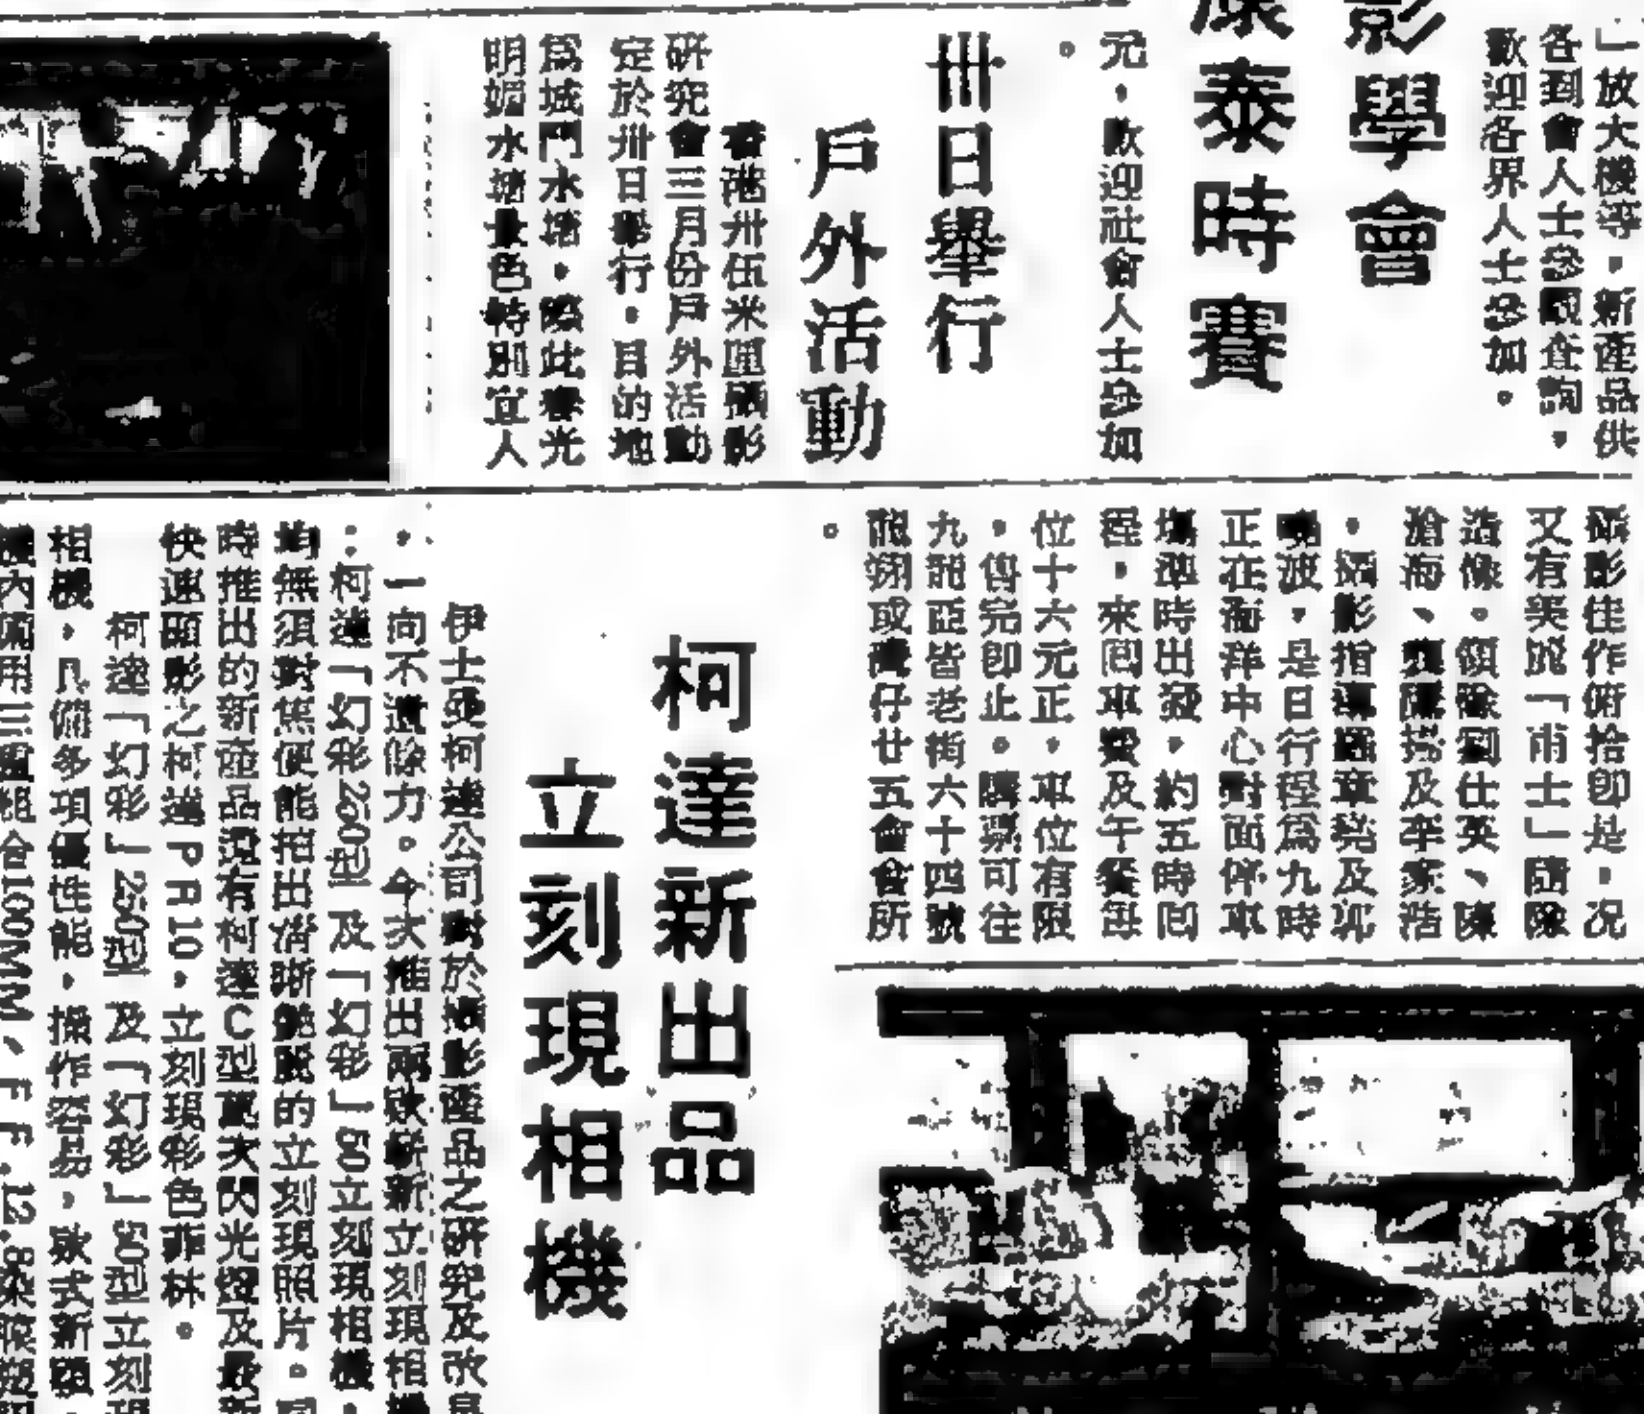 」放大機等,新產品供
各到會人士參觀查詢,
歡迎各界人士參加。
影學會
康泰時賽
元,歡迎社會人士參加
。
卅日舉行
戶外活動
香港卅伍米厘攝影
研究會三月份戶外活動
定於卅日舉行,目的地
為城門水塘,際此春光
明媚水塘景色特別宜人
攝影佳作俯拾即是,况
又有 「甫士」隨隊
造像。領隊劉仕英、陳
滄海、 及李家浩
,攝影指導
曉波,是日行程為九時
正在海洋中心對面停車
場準時出發,約五時回
程,來回車費及午餐每
位十六元正,車位有限
,售完即止。購票可往
九龍亞皆老街六十四號
龍翔或灣仔廿五會會所
。
柯達新出品
立刻現相機
伊士曼柯達公司對於攝影產品之研究及改
,一向不遺餘力。今次推出兩款嶄新立刻現相機
:柯達「幻彩」250型 及「幻彩」50立刻現相機,
均無須對焦便能拍出清晰 的立刻現照片。同
時推出的新產品還有柯達C型 閃光燈及最新
快速顯影之柯達PR10,立刻現彩色菲林。
柯達「幻彩」250型 及「幻彩」50型立刻現
相機,具備多項優性能,操作容易,款式新穎,
機內 組合100MM、FF.12.8